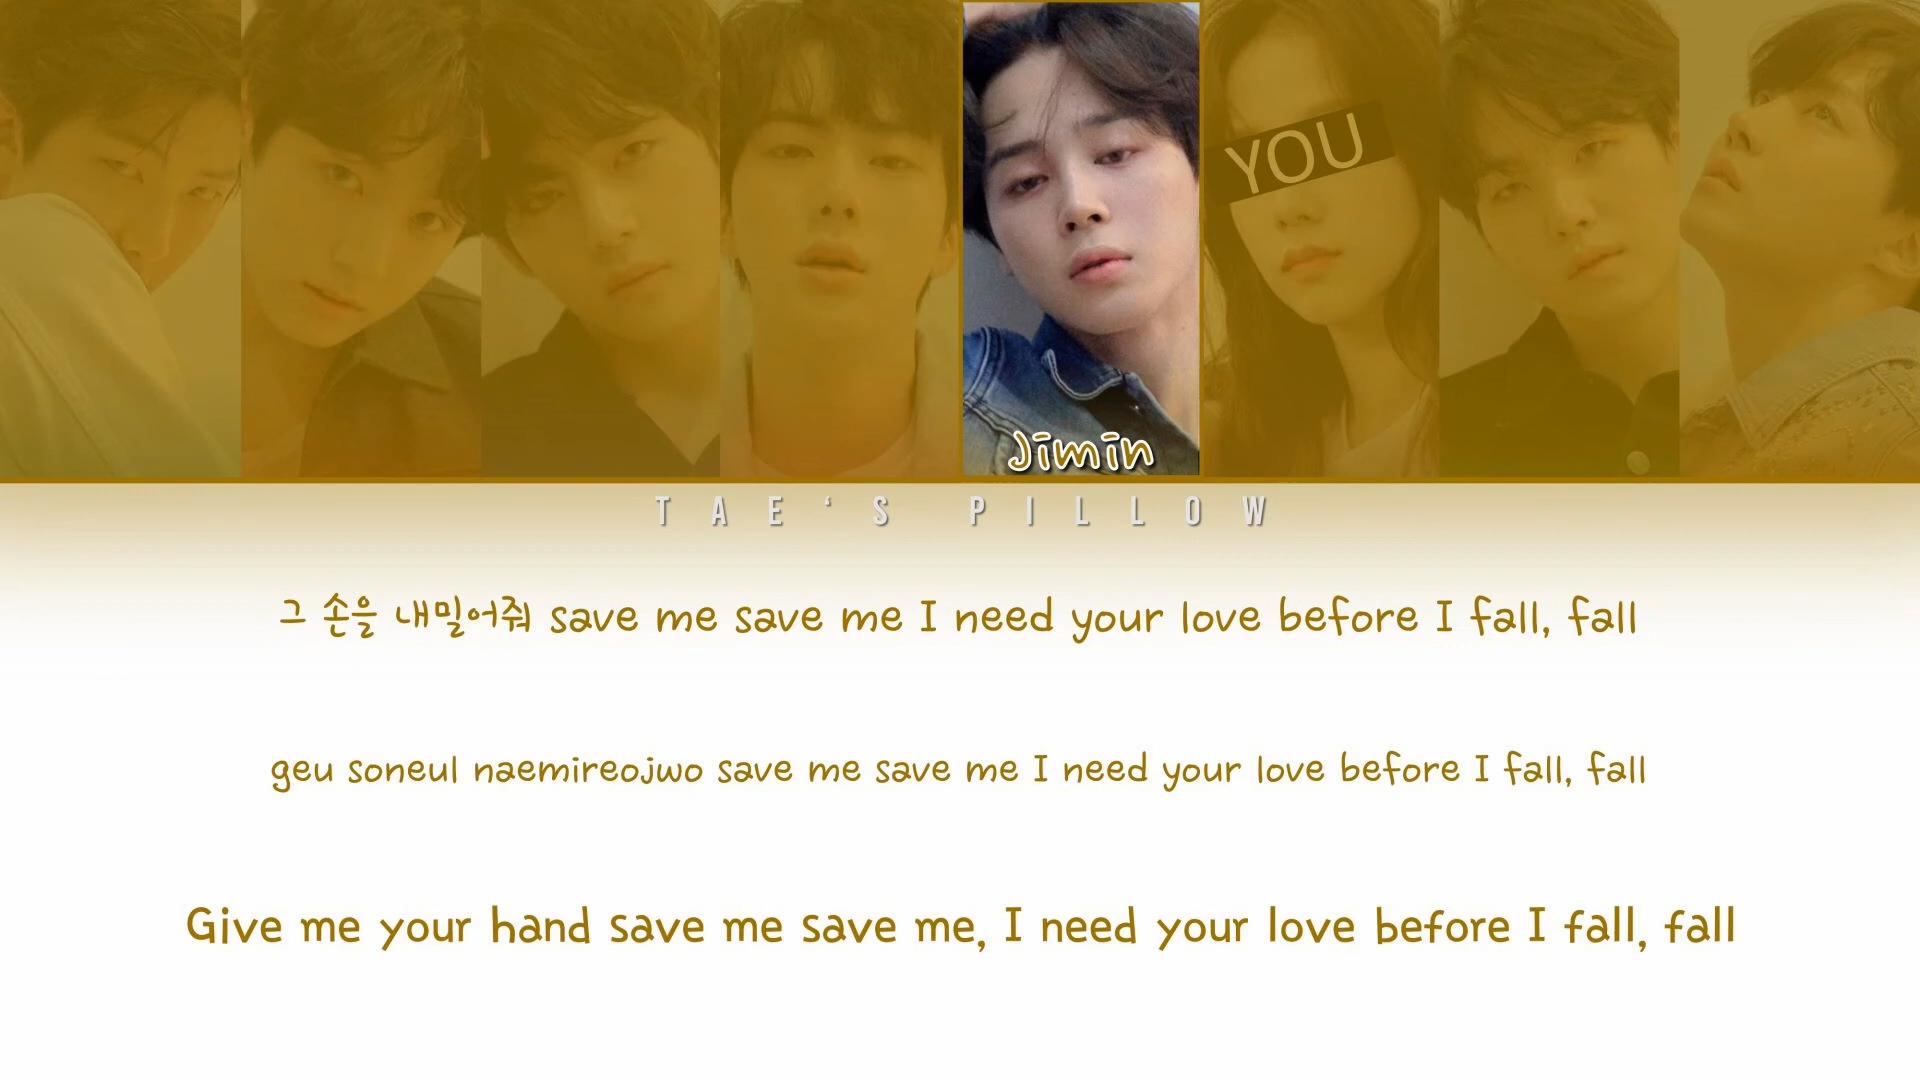 YOU
Jimin
TAE'S PILLOW
그 손을 내밀어줘 save me save me I need your love before I fall, fall
geu soneul naemireojwo save me save me I need your love before I fall, fall
Give me your hand save me save me, I need your love before I fall, fall